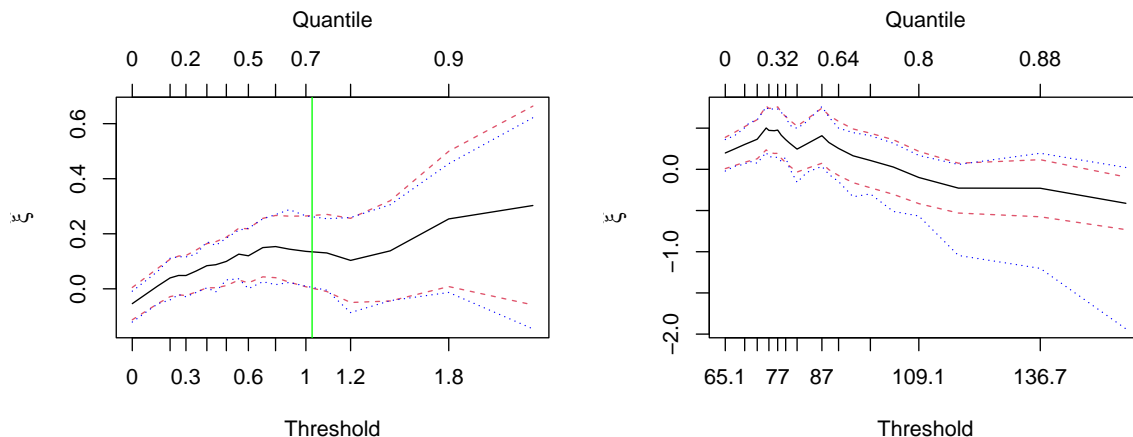 Quantile
0 0.2 0.5 0.7 0.9
ξ
0.0 0.2 0.4 0.6
0 0.3 0.6 1 1.2 1.8
Threshold
Quantile
0 0.32 0.64 0.8 0.88
ξ
−2.0 −1.0 0.0
65.1 77 87 109.1 136.7
Threshold